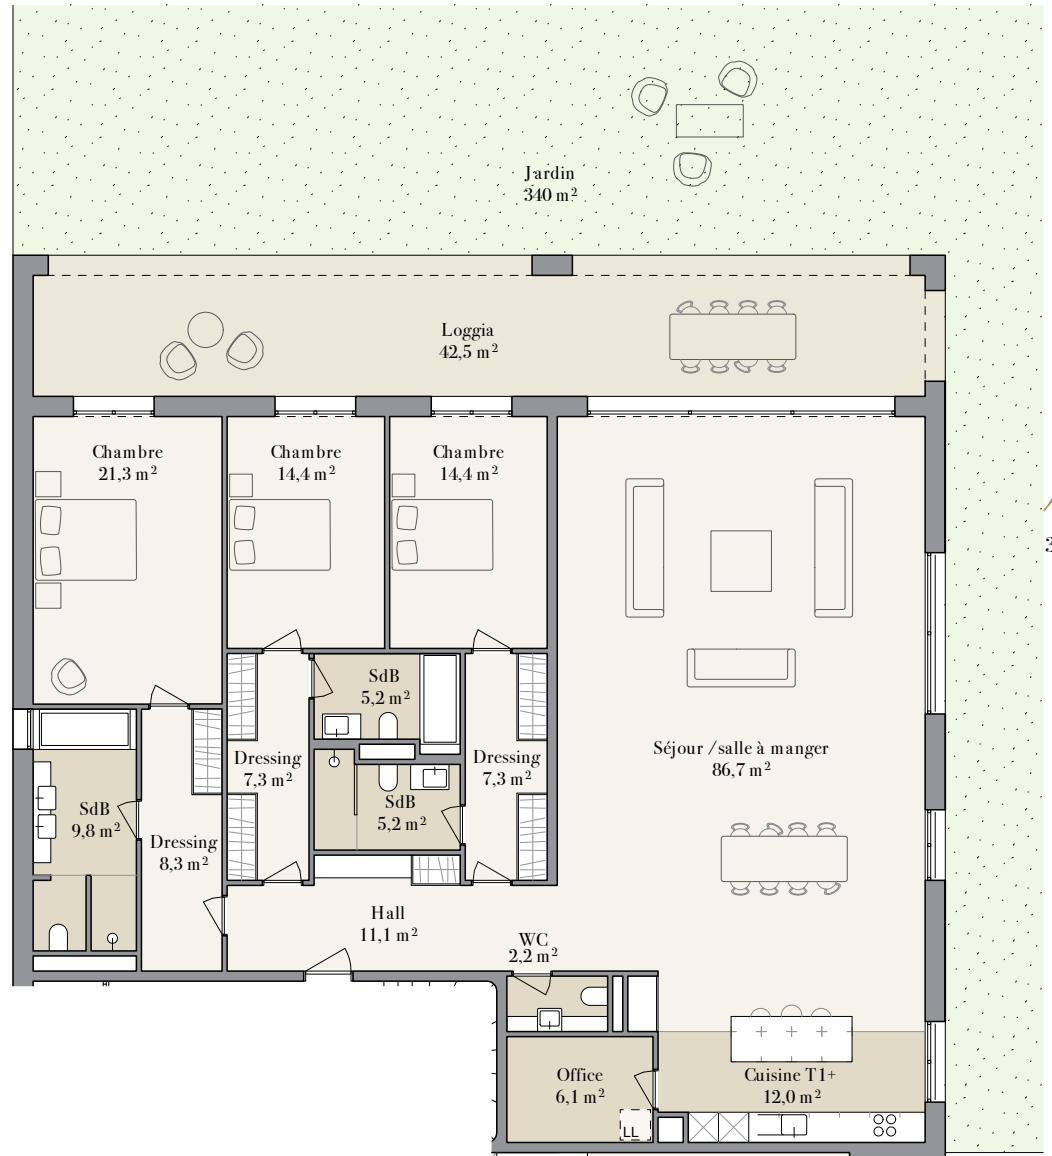 Jardin
340 m²
Loggia
42,5 m²
Chambre
21,3 m²
Chambre
14,4 m²
Chambre
14,4 m²
3
SdB
5,2 m²
Dressing
7,3 m²
Dressing
7,3 m²
Séjour /salle à manger
86,7 m²
SdB
5,2 m²
SdB
9,8 m²
Dressing
8,3 m²
Hall
11,1 m²
WC
2,2 m²
Office
6,1 m²
Cuisine T1+
12,0 m²
LL